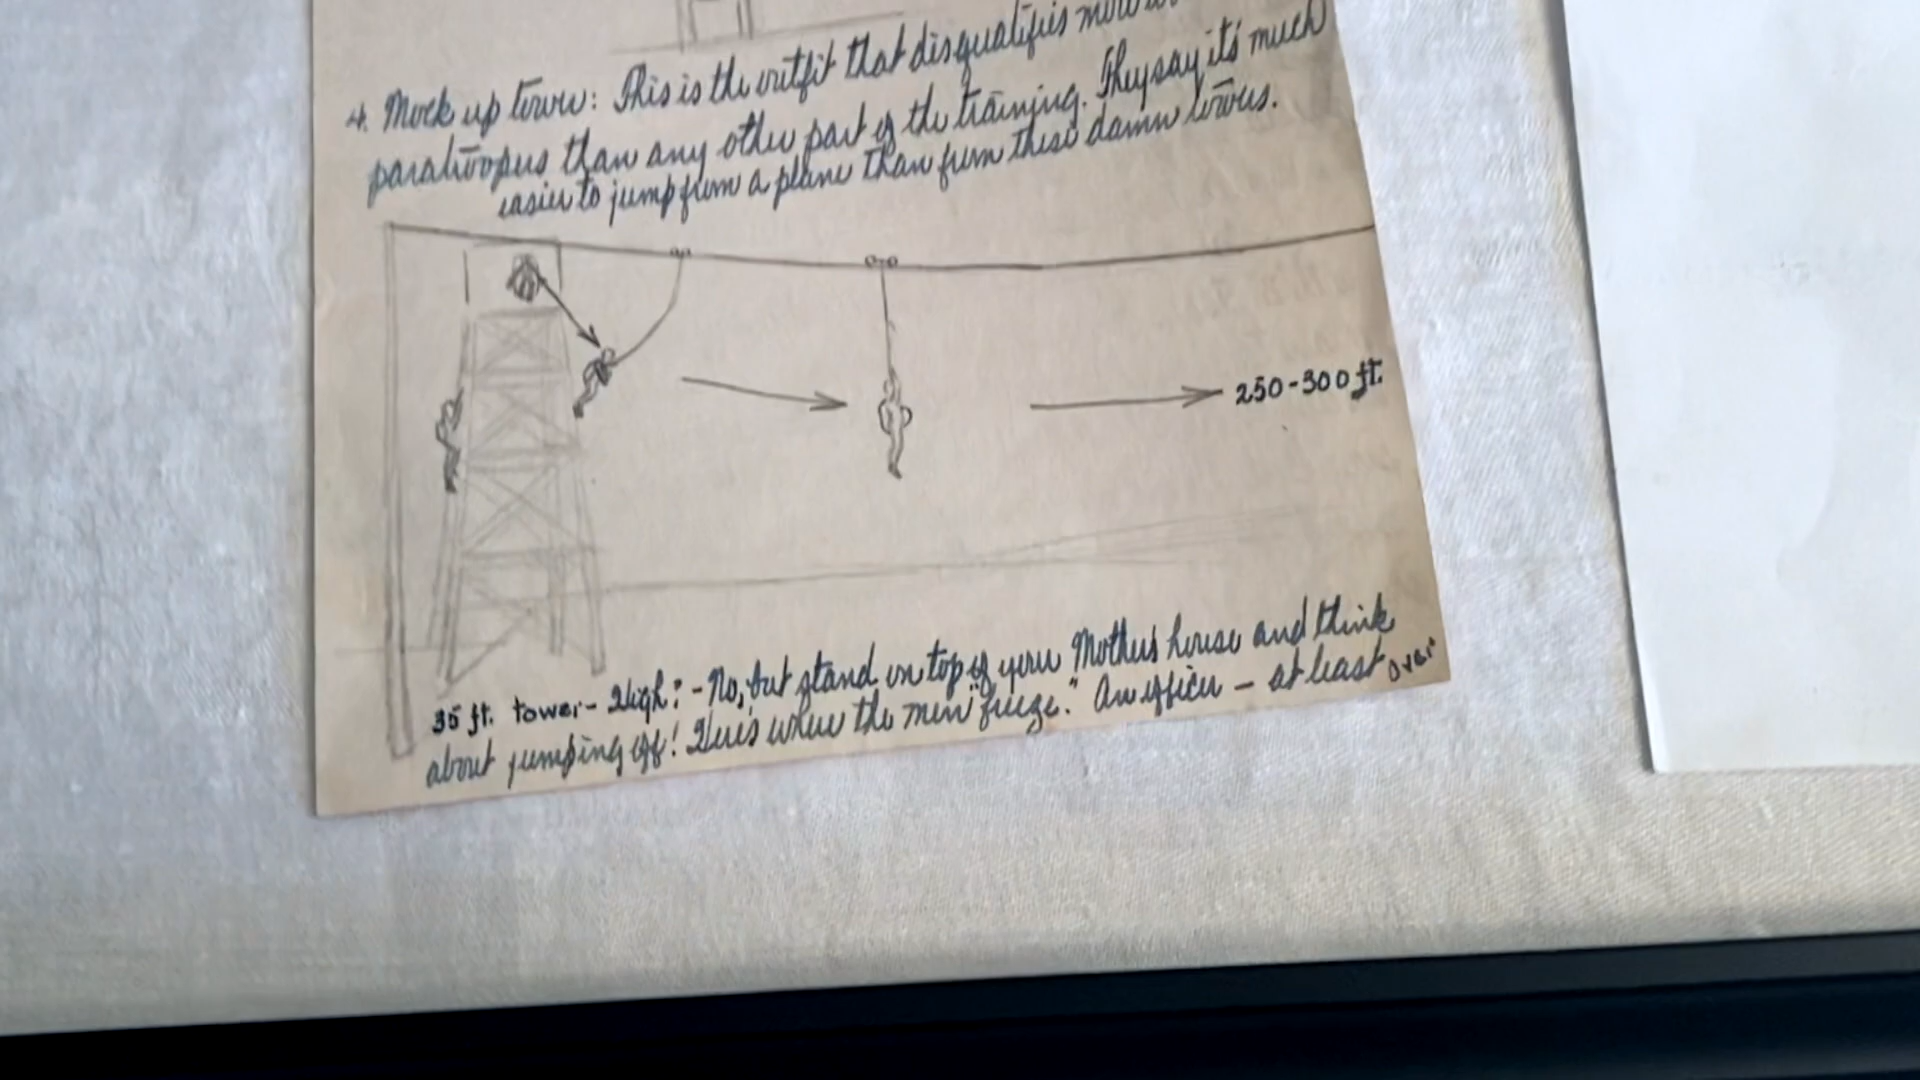 4. Mock up tower: This is the outfit that disqualifies more
paratroopers than any other part of the training. They say it's much
easier to jump from a plane than from these damn towers.
250-300 ft.
35 ft. tower - High? - No, but stand on top of your Mothers house and think
about jumping off! Here's where the men "freeze." An officer - at least over